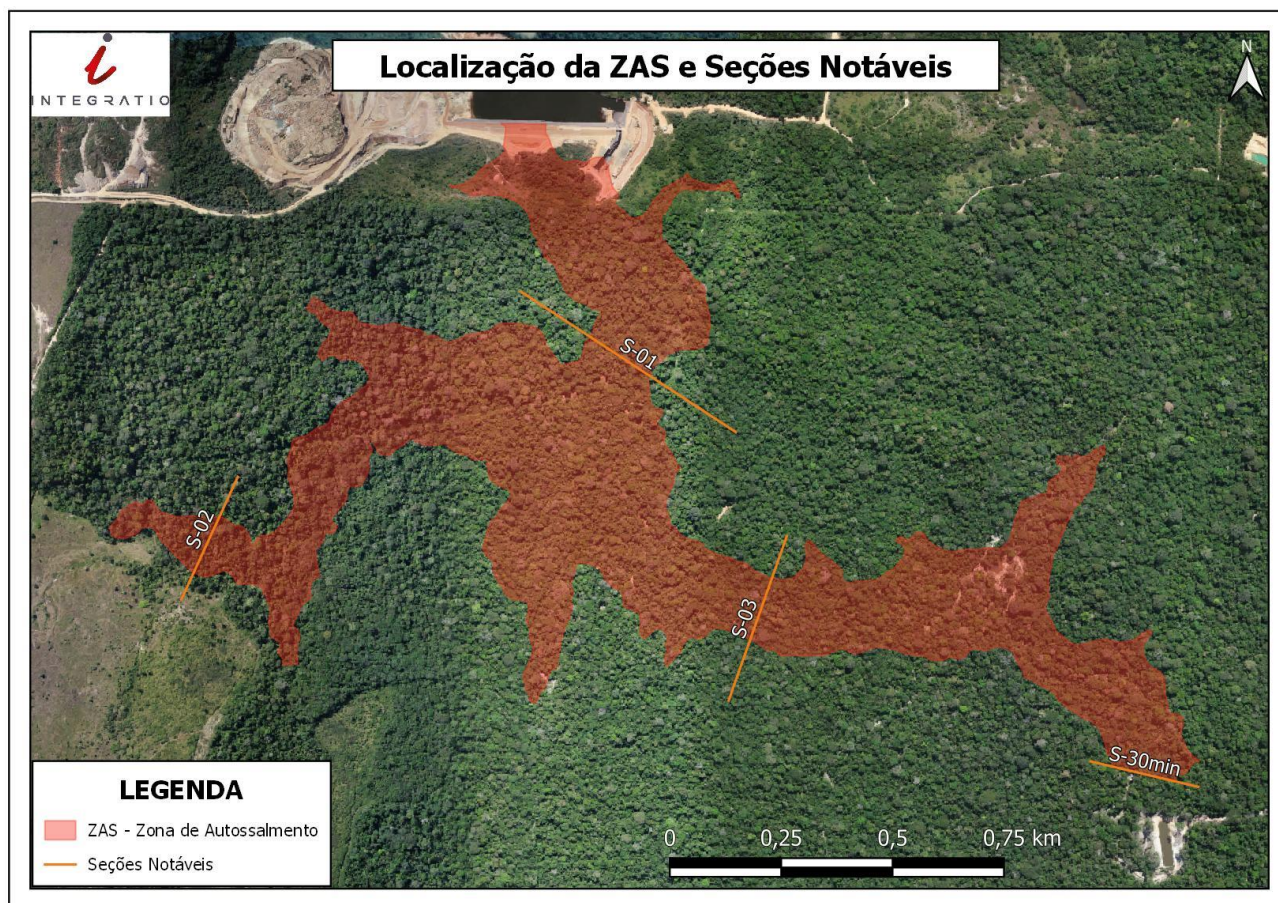 i
INTEGRATIO
Localização da ZAS e Seções Notáveis
N
S-01
S-02
S-03
S-30min
LEGENDA
ZAS - Zona de Autossalmento
Seções Notáveis
0 0,25 0,5 0,75 km